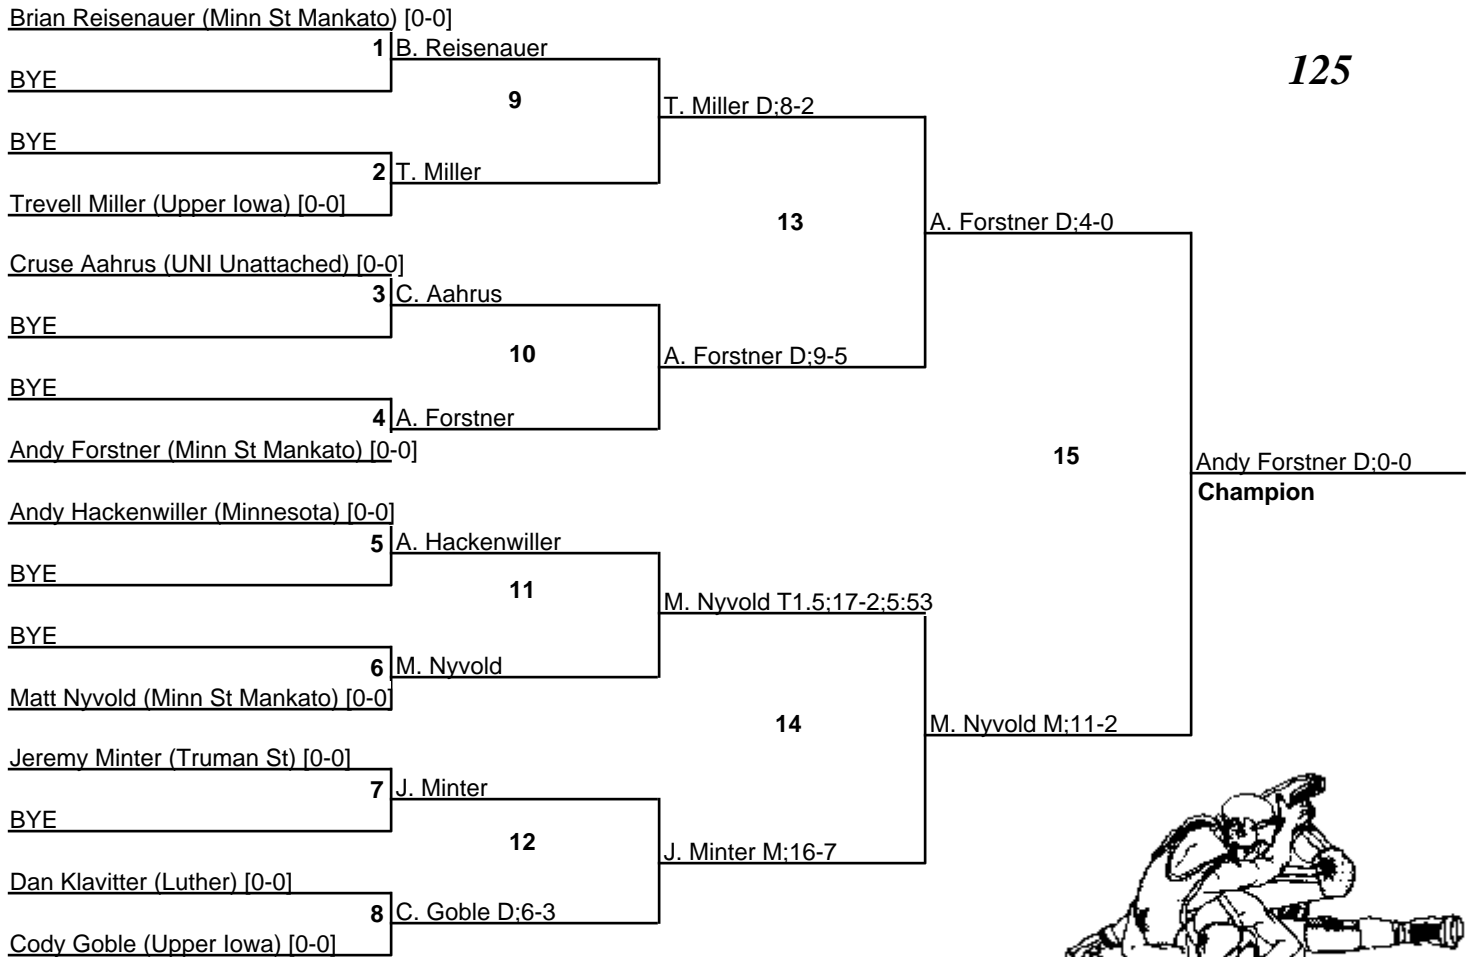 Brian Reisenauer (Minn St Mankato) [0-0]
1 B. Reisenauer
125
BYE
9
T. Miller D;8-2
BYE
2 T. Miller
Trevell Miller (Upper Iowa) [0-0]
13
A. Forstner D;4-0
Cruse Aahrus (UNI Unattached) [0-0]
3 C. Aahrus
BYE
10
A. Forstner D;9-5
BYE
4 A. Forstner
Andy Forstner (Minn St Mankato) [0-0]
15
Andy Forstner D;0-0
Champion
Andy Hackenwiller (Minnesota) [0-0]
5 A. Hackenwiller
BYE
11
M. Nyvold T1.5;17-2;5:53
BYE
6 M. Nyvold
Matt Nyvold (Minn St Mankato) [0-0]
14
M. Nyvold M;11-2
Jeremy Minter (Truman St) [0-0]
7 J. Minter
BYE
12
J. Minter M;16-7
Dan Klavitter (Luther) [0-0]
8 C. Goble D;6-3
Cody Goble (Upper Iowa) [0-0]